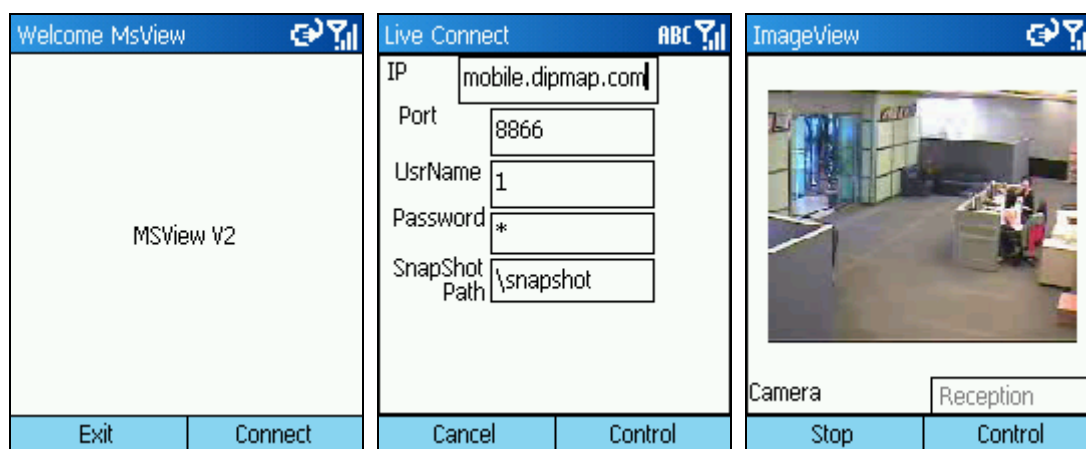 Welcome MsView
MSView V2
Exit Connect
Live Connect ABC
IP mobile.dipmap.com
Port 8866
UsrName 1
Password *
SnapShot Path \snapshot
Cancel Control
ImageView
Camera Reception
Stop Control